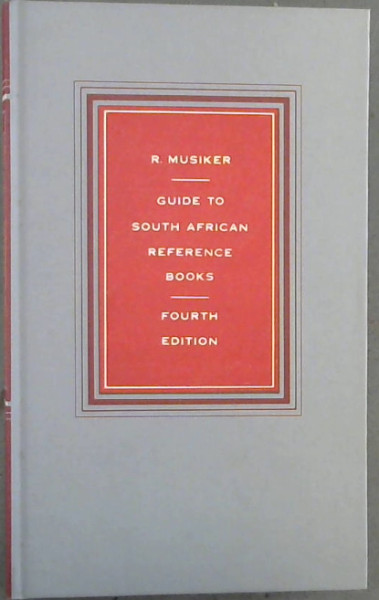 R. MUSIKER
GUIDE TO
SOUTH AFRICAN
REFERENCE
BOOKS
FOURTH
EDITION